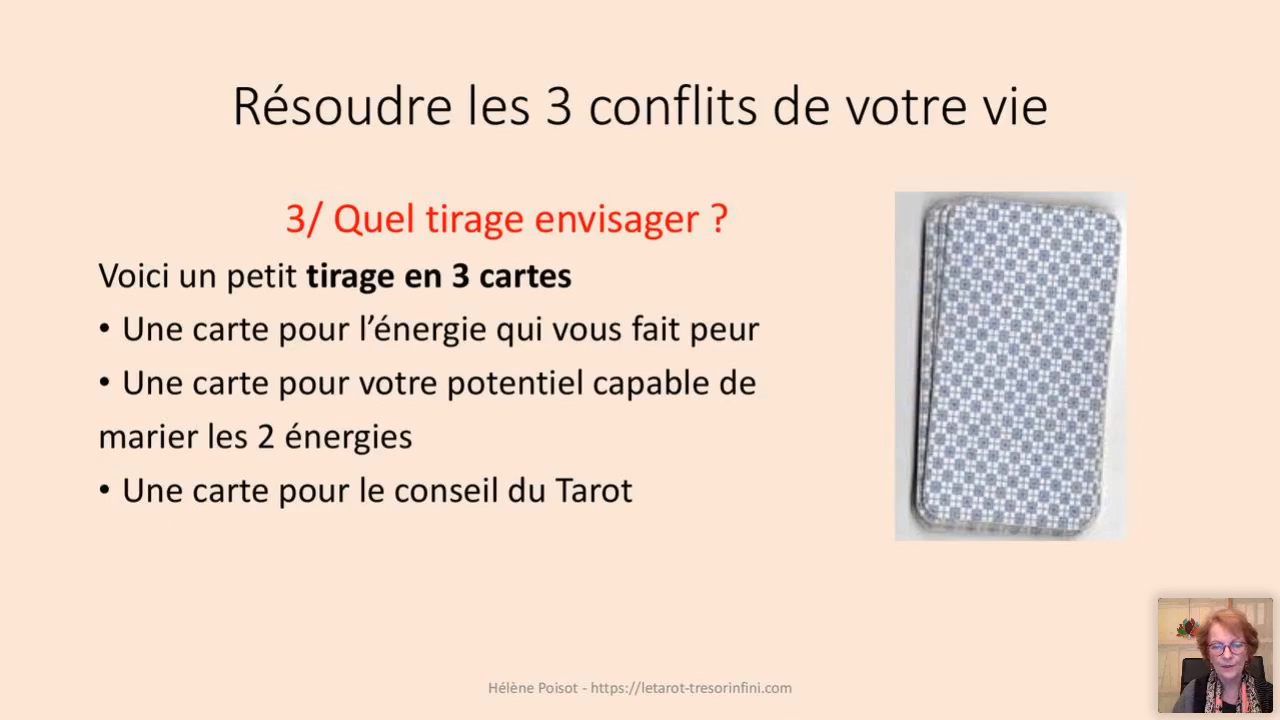 Résoudre les 3 conflits de votre vie
3/ Quel tirage envisager ?
Voici un petit tirage en 3 cartes
• Une carte pour l’énergie qui vous fait peur
• Une carte pour votre potentiel capable de
marier les 2 énergies
• Une carte pour le conseil du Tarot
Hélène Poisot - https://letarot-tresorinfini.com